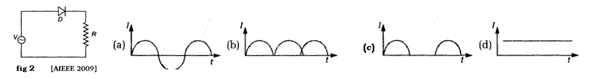 D
V
R
fig 2 [AIEEE 2009]
(a) I t
(b) I t
(c) I t
(d) I t